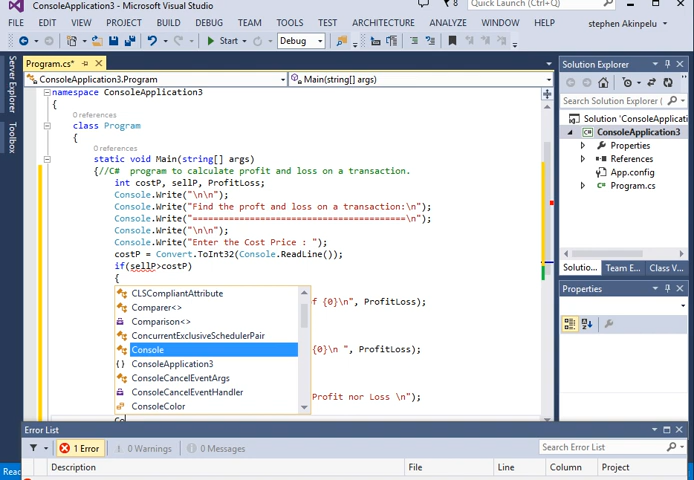 ConsoleApplication3 - Microsoft Visual Studio
8
Quick Launch (Ctrl+Q)
FILE EDIT VIEW PROJECT BUILD DEBUG TEAM TOOLS TEST ARCHITECTURE ANALYZE WINDOW HELP stephen Akinpelu
Start Debug
Program.cs*
Server Explorer
Toolbox
ConsoleApplication3.Program
Main(string[] args)
namespace ConsoleApplication3
{
0 references
class Program
{
0 references
static void Main(string[] args)
{//C# program to calculate profit and loss on a transaction.
int costP, sellP, ProfitLoss;
Console.Write("\n\n");
Console.Write("Find the proft and loss on a transaction:\n");
Console.Write("========================================\n");
Console.Write("\n\n");
Console.Write("Enter the Cost Price : ");
costP = Convert.ToInt32(Console.ReadLine());
if(sellP>costP)
{
f {0}\n", ProfitLoss);
{0}\n ", ProfitLoss);
Profit nor Loss \n");
Co
CLSCompliantAttribute
Comparer<>
Comparison<>
ConcurrentExclusiveSchedulerPair
Console
{} ConsoleApplication3
ConsoleCancelEventArgs
ConsoleCancelEventHandler
ConsoleColor
Solution Explorer
Search Solution Explorer
Solution 'ConsoleApplicati
ConsoleApplication3
Properties
References
App.config
Program.cs
Solutio... Team E... Class V...
Properties
Error List
1 Error 0 Warnings 0 Messages
Search Error List
Description File Line Column Project
Read